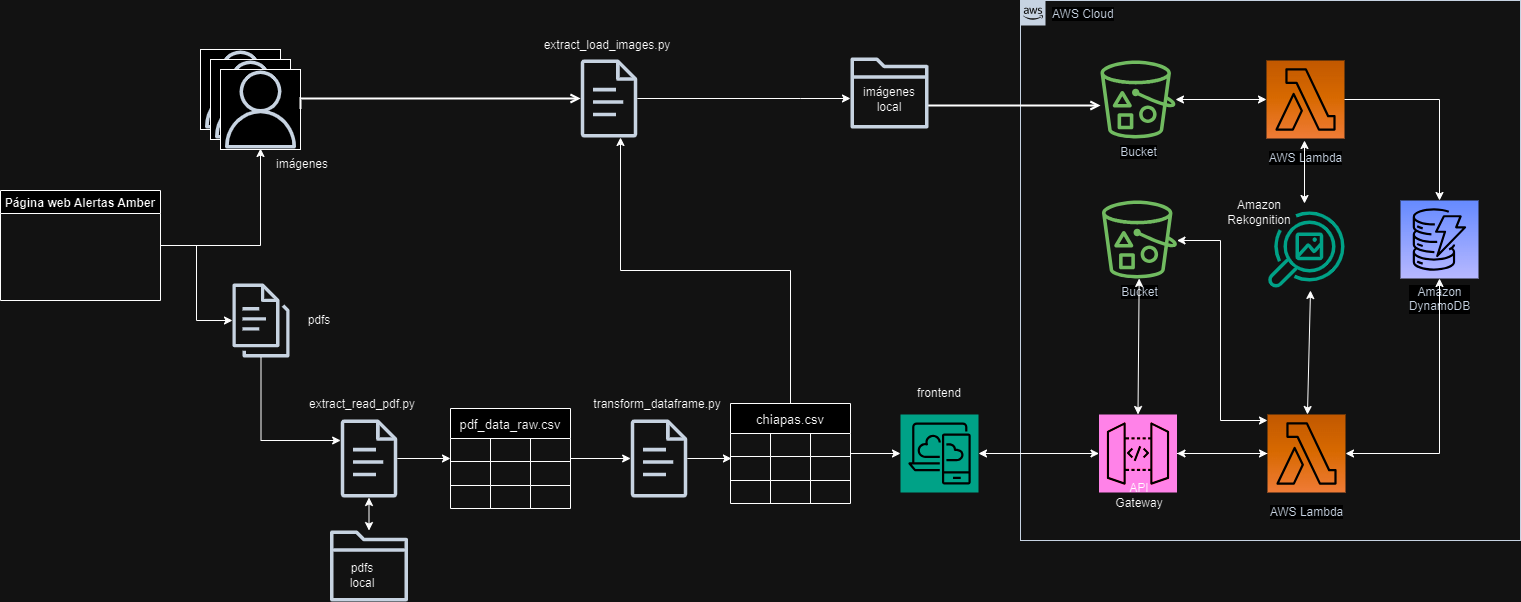 aws
AWS Cloud
extract_load_images.py
imágenes
local
Bucket
AWS Lambda
imágenes
Página web Alertas Amber
Amazon
Rekognition
Bucket
Amazon
DynamoDB
pdfs
frontend
extract_read_pdf.py
transform_dataframe.py
pdf_data_raw.csv
chiapas.csv
</>
API
Gateway
AWS Lambda
pdfs
local